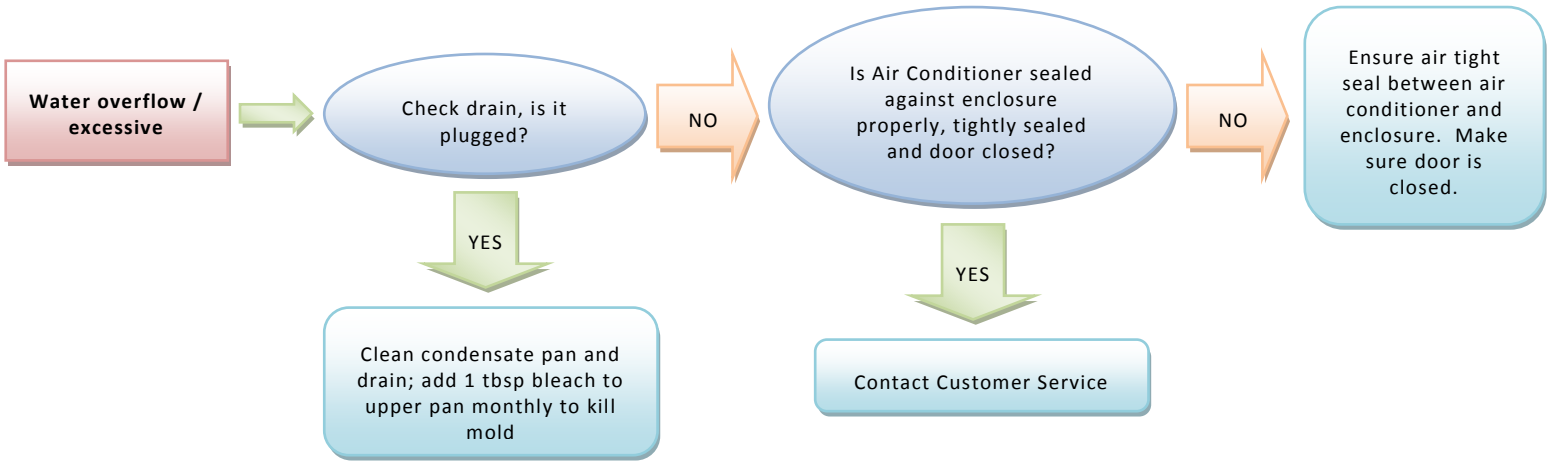 Water overflow /
excessive
Check drain, is it
plugged?
NO
Is Air Conditioner sealed
against enclosure
properly, tightly sealed
and door closed?
NO
Ensure air tight
seal between air
conditioner and
enclosure.  Make
sure door is
closed.
YES
YES
Clean condensate pan and
drain; add 1 tbsp bleach to
upper pan monthly to kill
mold
Contact Customer Service